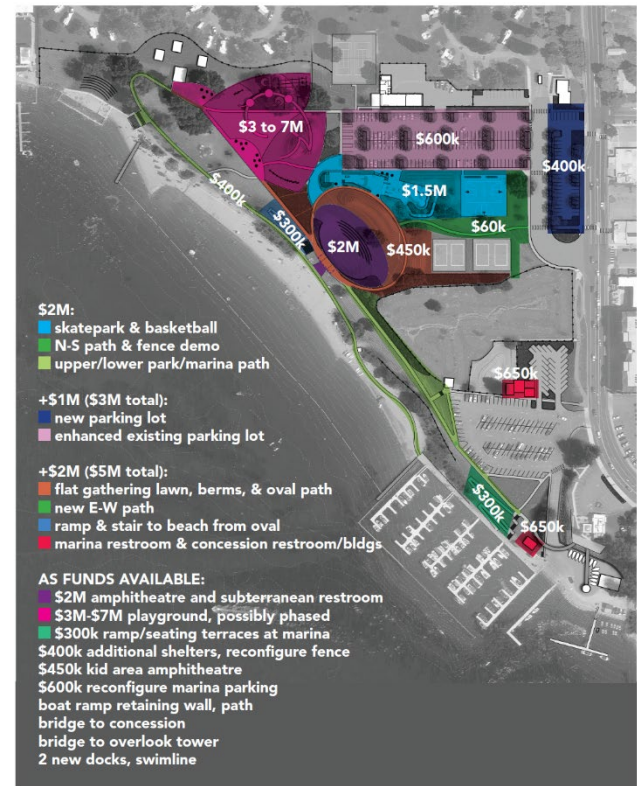 $3 to 7M
$600k
$400k
$1.5M
$400k
$300k
$60k
$2M
$450k
$2M:
skatepark & basketball
N-S path & fence demo
upper/lower park/marina path
$650k
+$1M ($3M total):
new parking lot
enhanced existing parking lot
+$2M ($5M total):
flat gathering lawn, berms, & oval path
new E-W path
ramp & stair to beach from oval
marina restroom & concession restroom/bldgs
$300k
$650k
AS FUNDS AVAILABLE:
$2M amphitheatre and subterranean restroom
$3M-$7M playground, possibly phased
$300k ramp/seating terraces at marina
$400k additional shelters, reconfigure fence
$450k kid area amphitheatre
$600k reconfigure marina parking
boat ramp retaining wall, path
bridge to concession
bridge to overlook tower
2 new docks, swimline